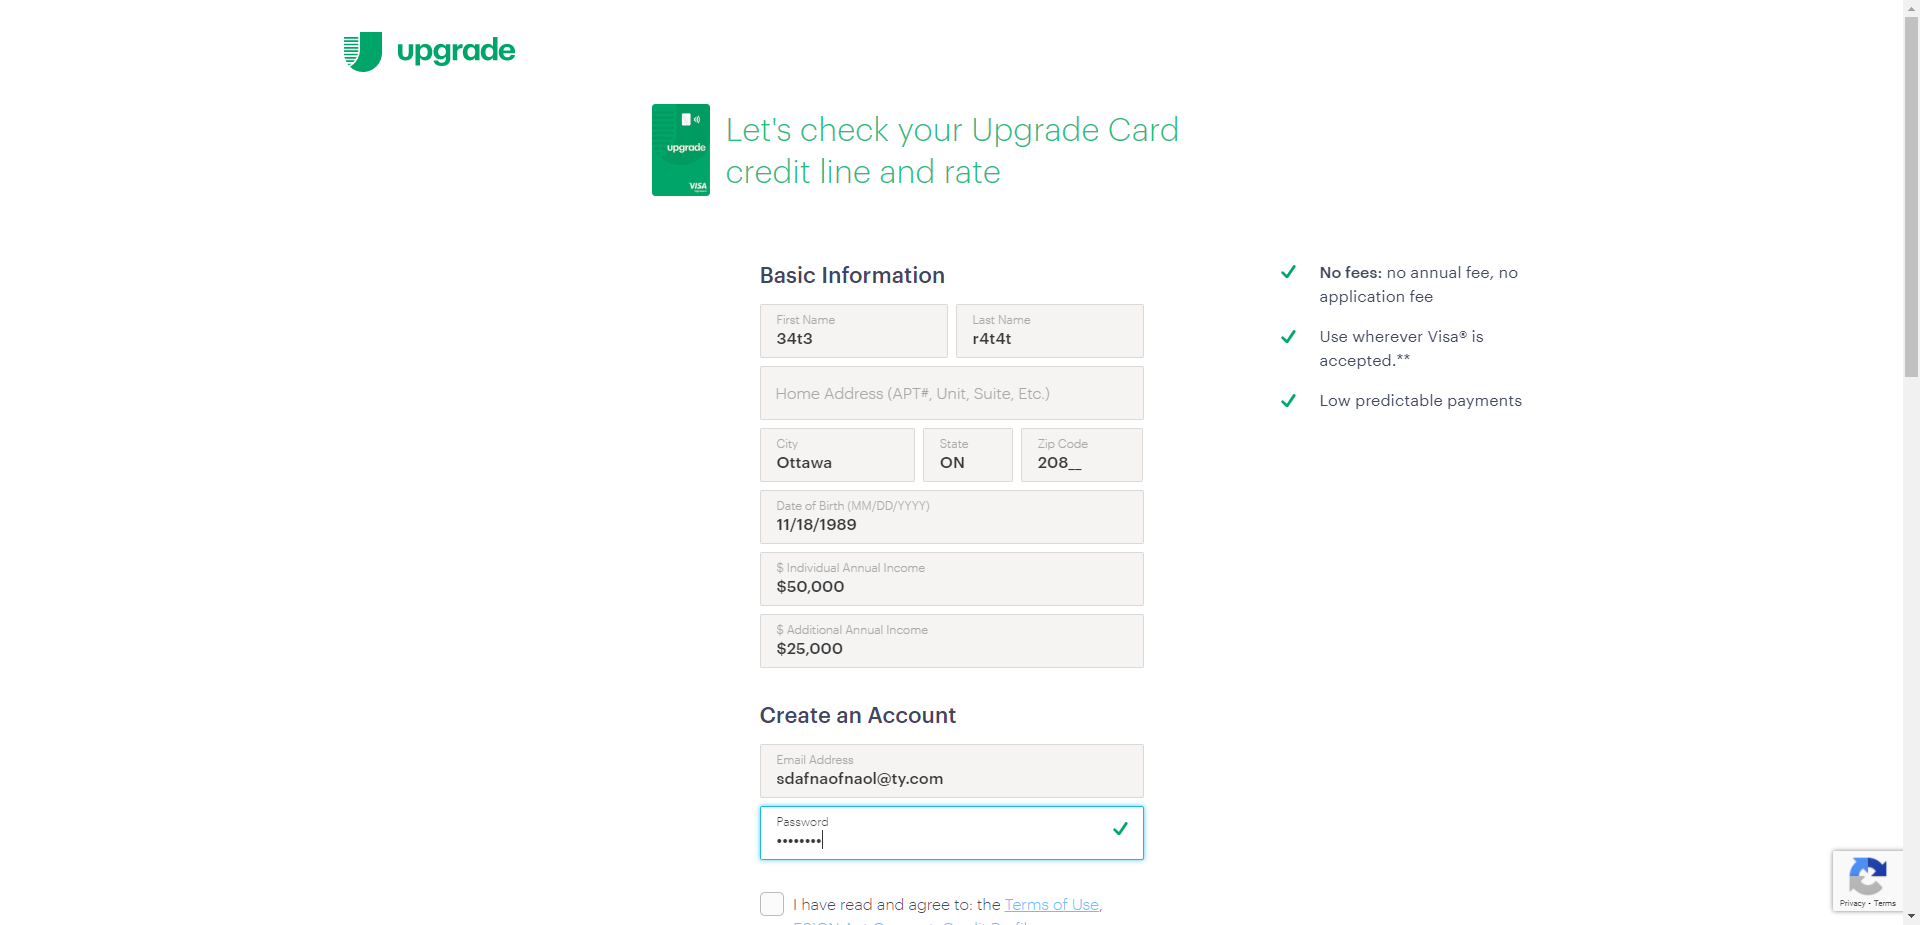 upgrade
upgrade
VISA
Let's check your Upgrade Card
credit line and rate
Basic Information
First Name
34t3
Last Name
r4t4t
Home Address (APT#, Unit, Suite, Etc.)
City
Ottawa
State
ON
Zip Code
208__
Date of Birth (MM/DD/YYYY)
11/18/1989
$ Individual Annual Income
$50,000
$ Additional Annual Income
$25,000
Create an Account
Email Address
sdafnaofnaol@ty.com
Password
••••••••
I have read and agree to: the Terms of Use,
No fees: no annual fee, no
application fee
Use wherever Visa® is
accepted.**
Low predictable payments
Privacy - Terms